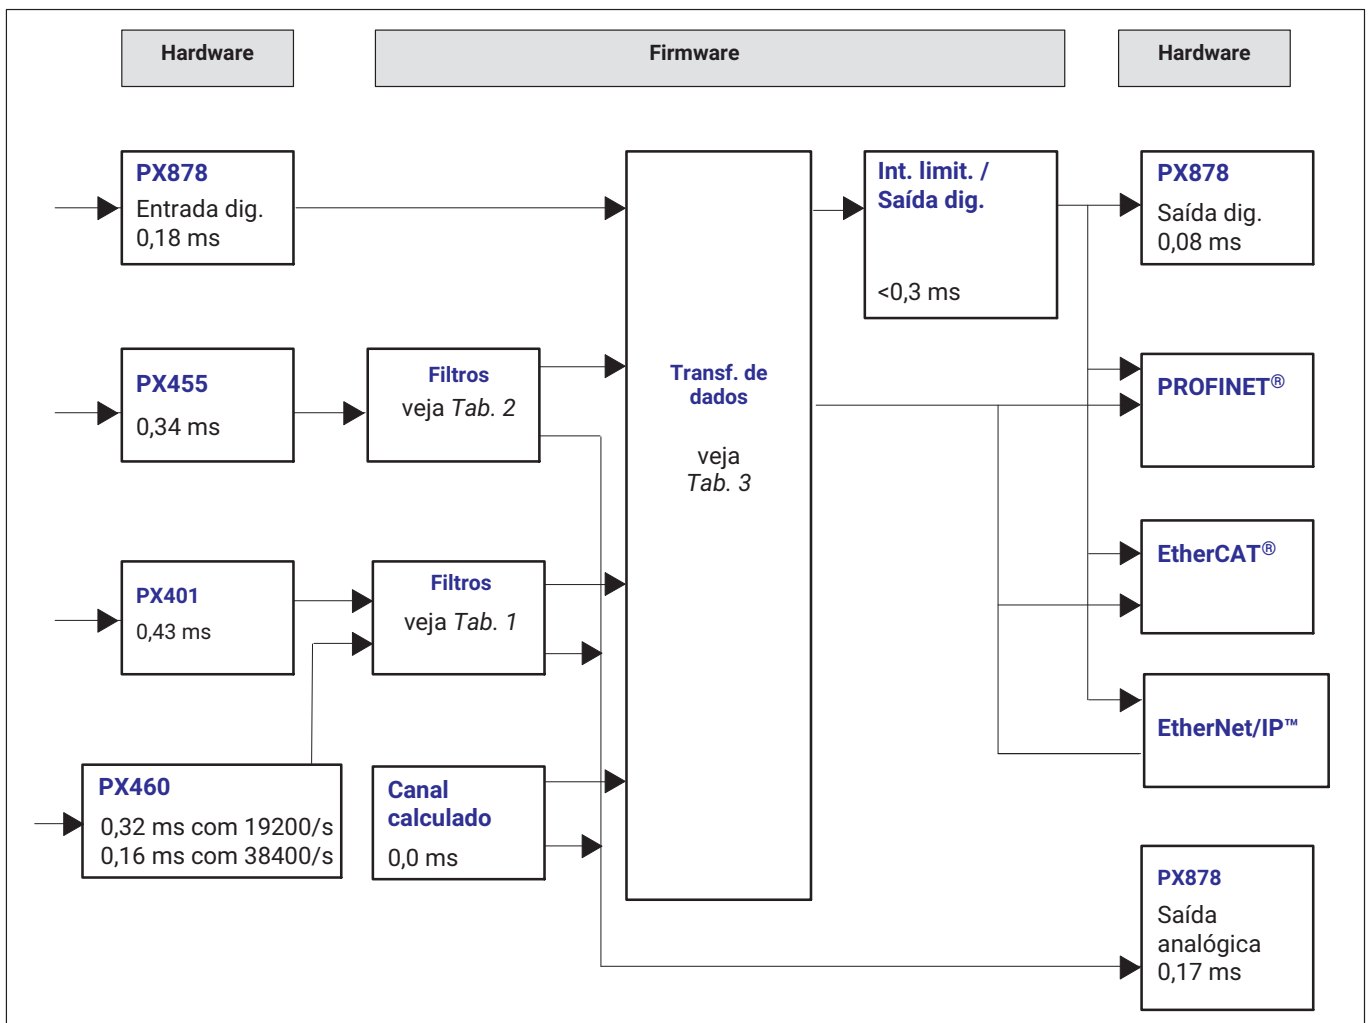 Hardware
Firmware
Hardware
PX878
Entrada dig.
0,18 ms
PX455
0,34 ms
PX401
0,43 ms
PX460
0,32 ms com 19200/s
0,16 ms com 38400/s
Filtros
veja Tab. 2
Filtros
veja Tab. 1
Canal
calculado
0,0 ms
Transf. de
dados
veja
Tab. 3
Int. limit. /
Saída dig.
<0,3 ms
PX878
Saída dig.
0,08 ms
PROFINET®
EtherCAT®
EtherNet/IP™
PX878
Saída
analógica
0,17 ms